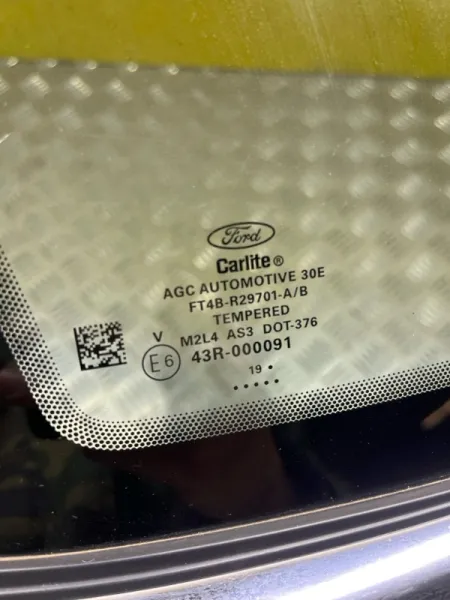 Ford
Carlite®
AGC AUTOMOTIVE 30E
FT4B-R29701-A/B
TEMPERED
V M2L4 AS3 DOT-376
E6 43R-000091
19 •
• • • • •